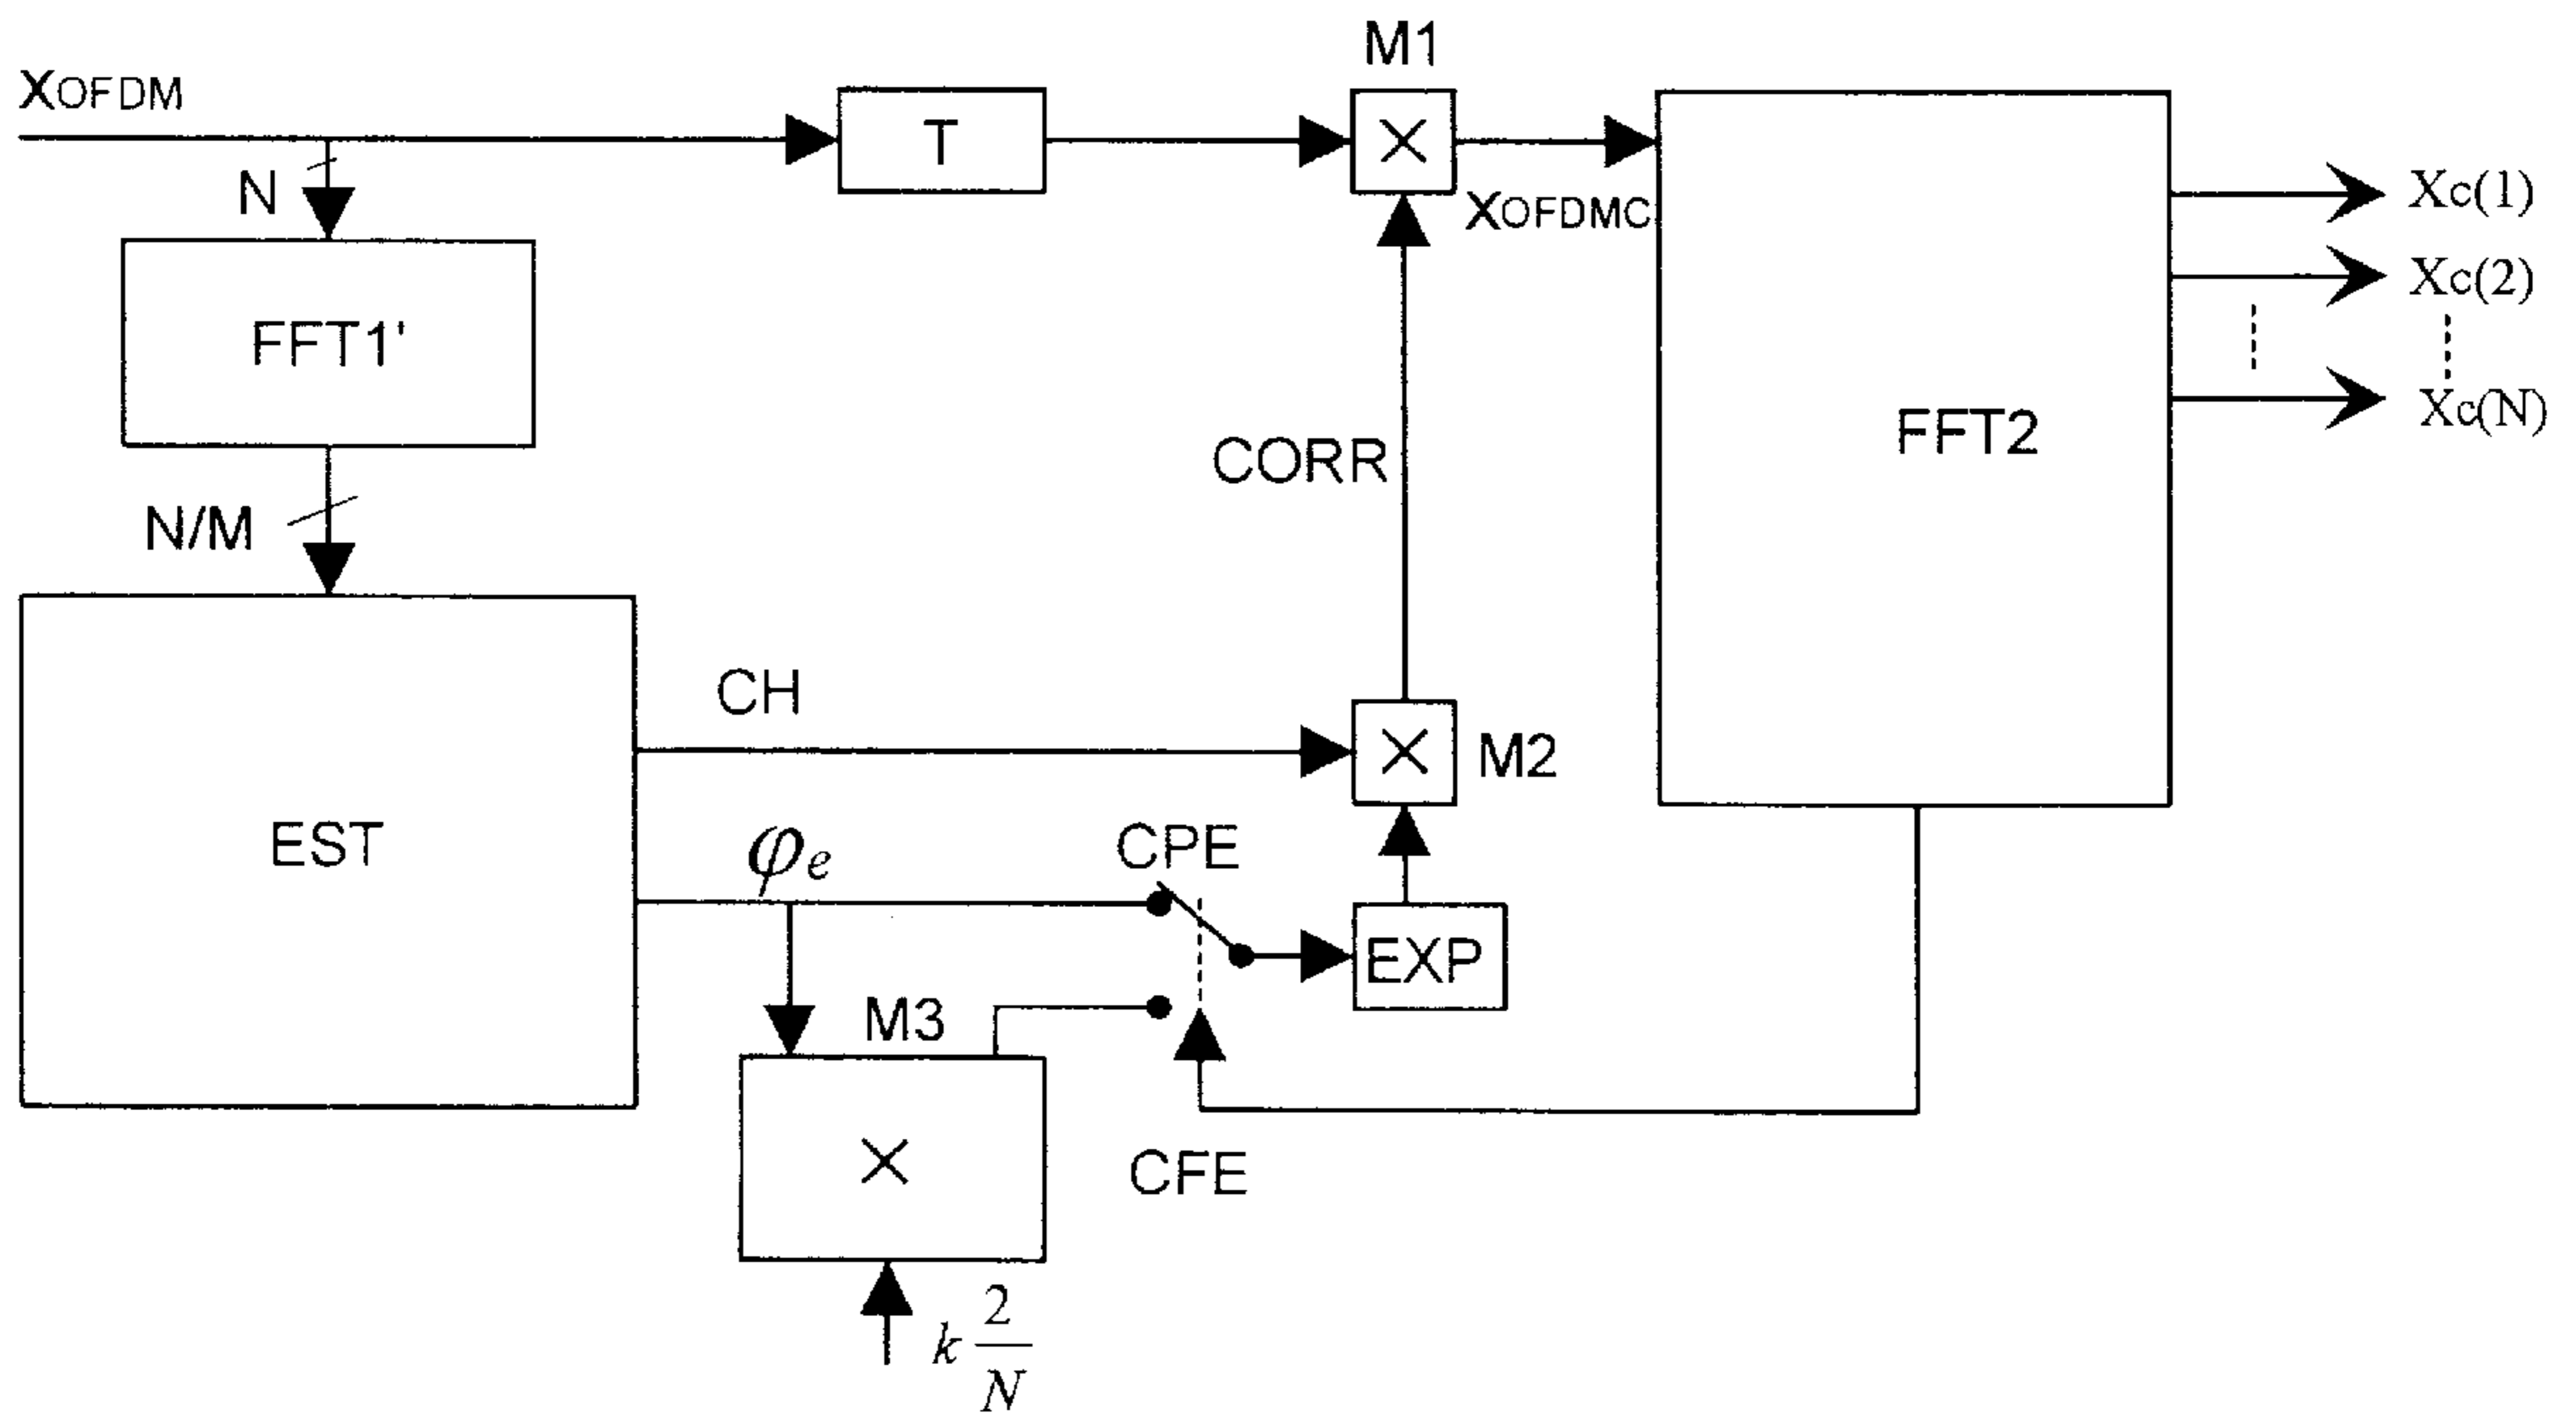 M1
XOFDM
T
×
N
Xc(1)
XOFDMC
Xc(2)
FFT1'
Xc(N)
FFT2
CORR
N/M
CH
×
M2
EST
φe
CPE
EXP
M3
×
CFE
k 2/N